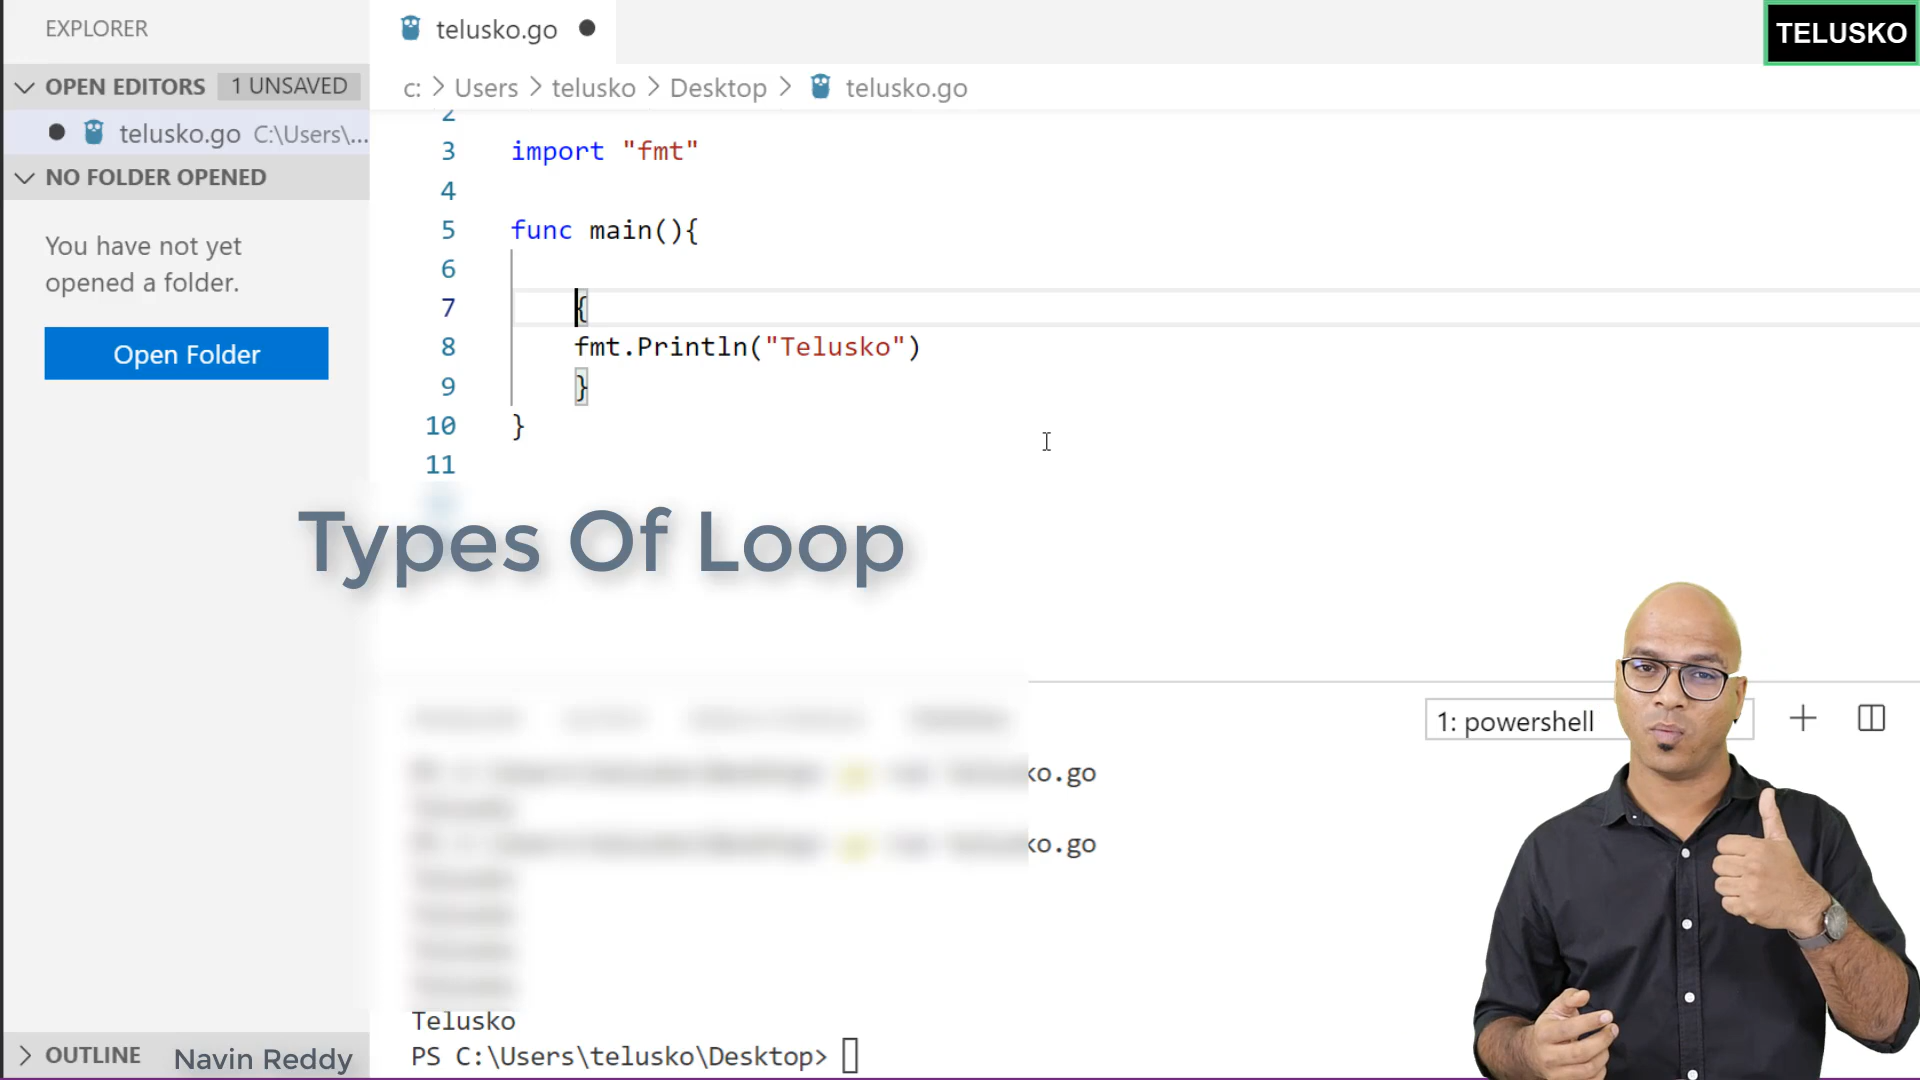 EXPLORER
telusko.go
TELUSKO
OPEN EDITORS 1 UNSAVED
c: > Users > telusko > Desktop > telusko.go
telusko.go C:\Users\...
NO FOLDER OPENED
You have not yet
opened a folder.
Open Folder
2
3 import "fmt"
4
5 func main(){
6
7 {
8 fmt.Println("Telusko")
9 }
10 }
11
Types Of Loop
1: powershell
ko.go
ko.go
Telusko
PS C:\Users\telusko\Desktop>
OUTLINE
Navin Reddy